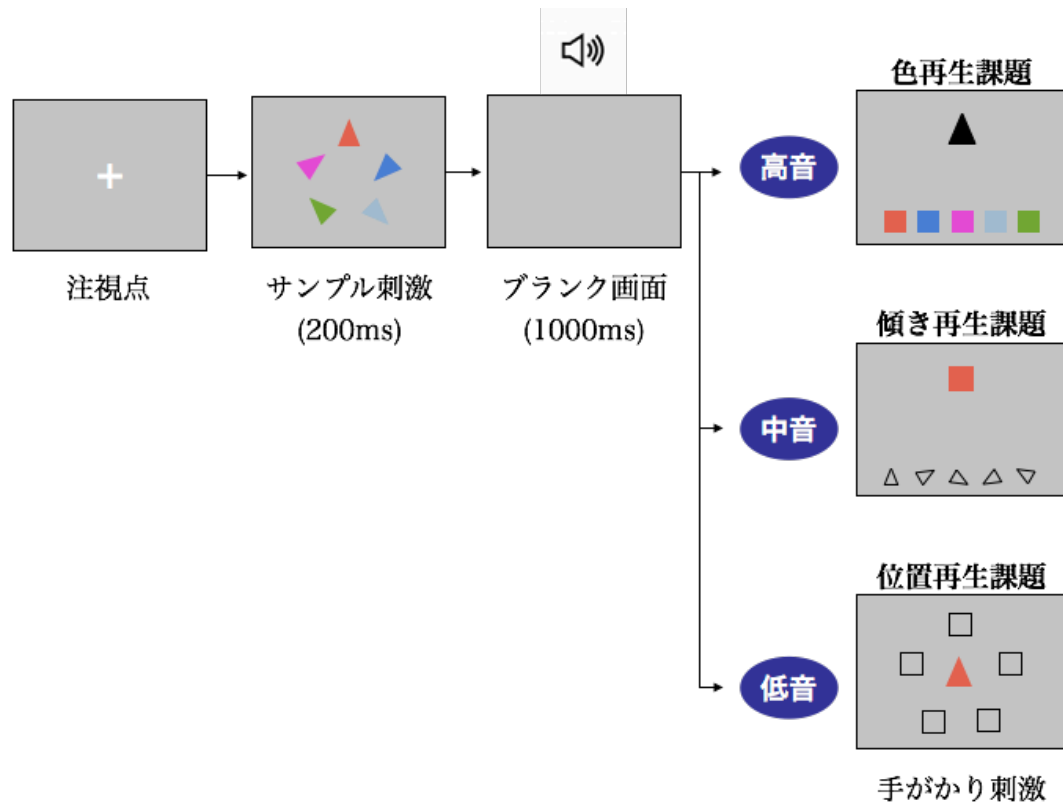 注視点
サンプル刺激
(200ms)
ブランク画面
(1000ms)
高音
色再生課題
中音
傾き再生課題
低音
位置再生課題
手がかり刺激